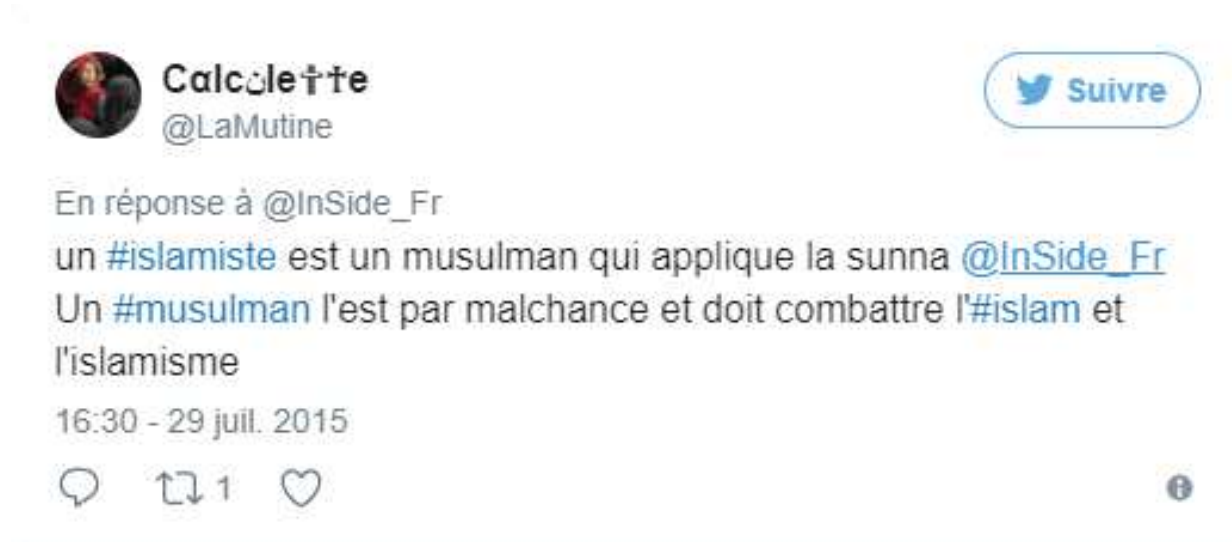 Cαlcﻥle††e
Suivre
@LaMutine
En réponse à @InSide_Fr
un #islamiste est un musulman qui applique la sunna @InSide_Fr
Un #musulman l'est par malchance et doit combattre l'#islam et
l'islamisme
16:30 - 29 juil. 2015
1